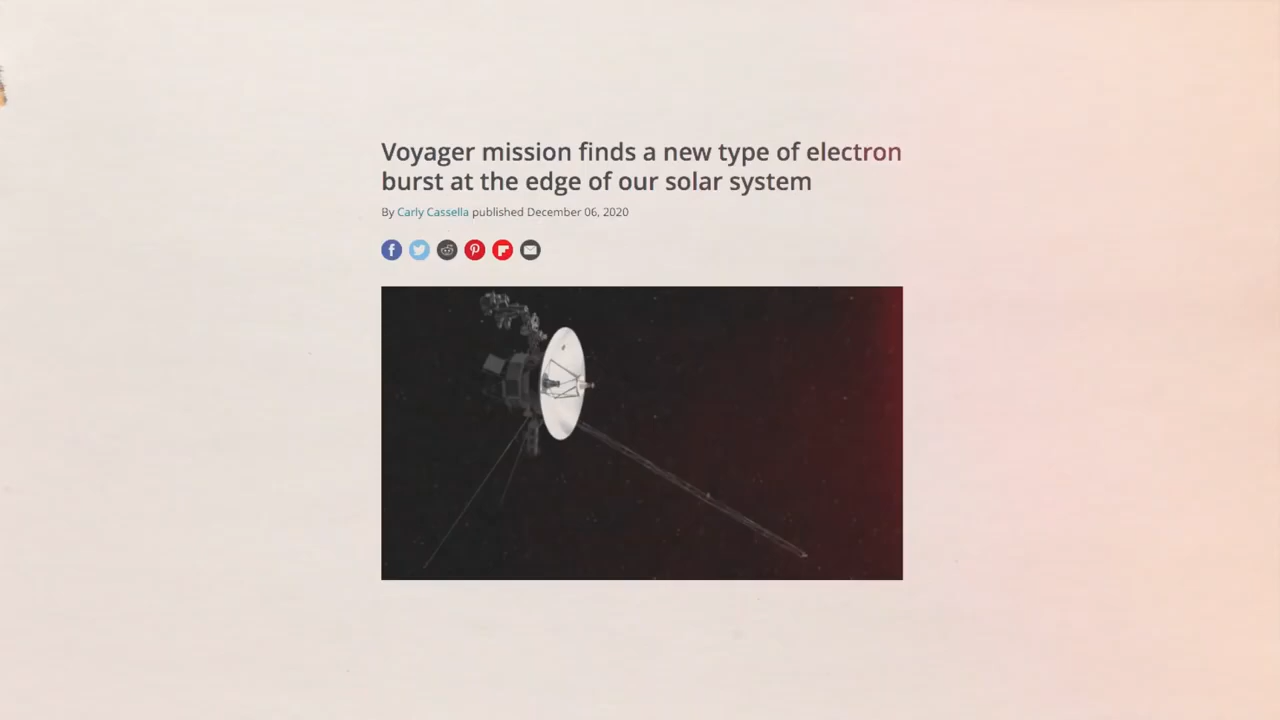 Voyager mission finds a new type of electron
burst at the edge of our solar system
By Carly Cassella published December 06, 2020